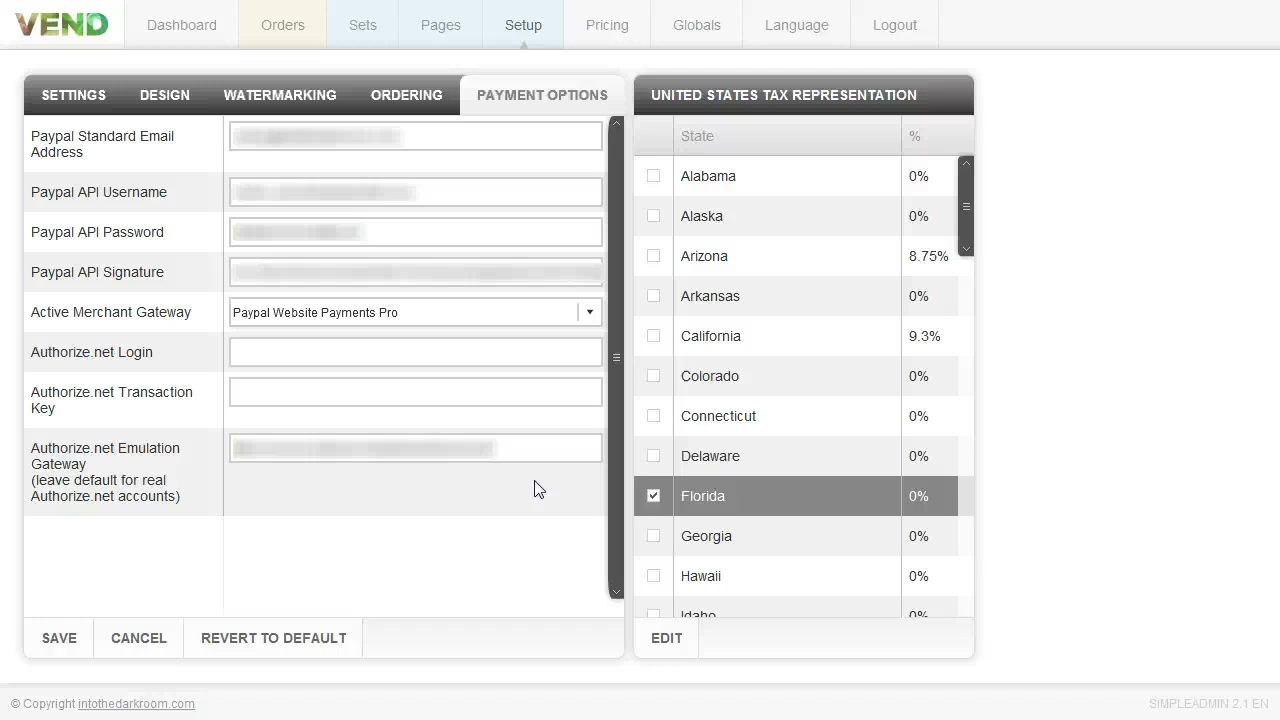 VEND
Dashboard
Orders
Sets
Pages
Setup
Pricing
Globals
Language
Logout
SETTINGS
DESIGN
WATERMARKING
ORDERING
PAYMENT OPTIONS
Paypal Standard Email
Address
Paypal API Username
Paypal API Password
Paypal API Signature
Active Merchant Gateway
Paypal Website Payments Pro
Authorize.net Login
Authorize.net Transaction
Key
Authorize.net Emulation
Gateway
(leave default for real
Authorize.net accounts)
SAVE
CANCEL
REVERT TO DEFAULT
UNITED STATES TAX REPRESENTATION
State %
Alabama 0%
Alaska 0%
Arizona 8.75%
Arkansas 0%
California 9.3%
Colorado 0%
Connecticut 0%
Delaware 0%
Florida 0%
Georgia 0%
Hawaii 0%
Idaho 0%
EDIT
© Copyright intothedarkroom.com
SIMPLEADMIN 2.1 EN